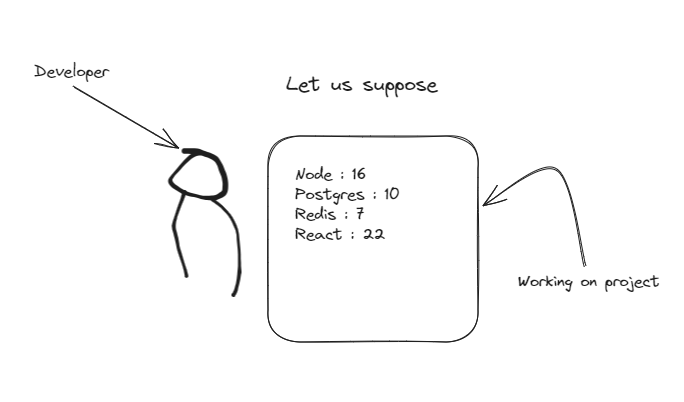 Developer
Let us suppose
Node : 16
Postgres : 10
Redis : 7
React : 22
Working on project